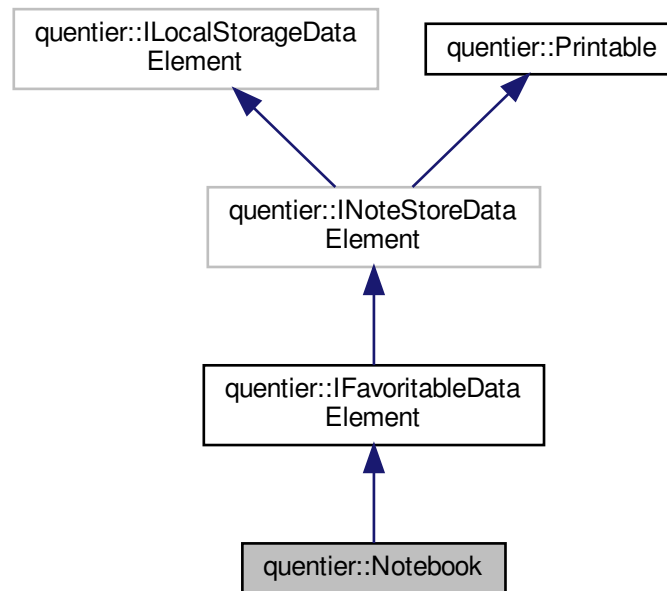 quentier::ILocalStorageData
Element
quentier::Printable
quentier::INoteStoreData
Element
quentier::IFavoritableData
Element
quentier::Notebook